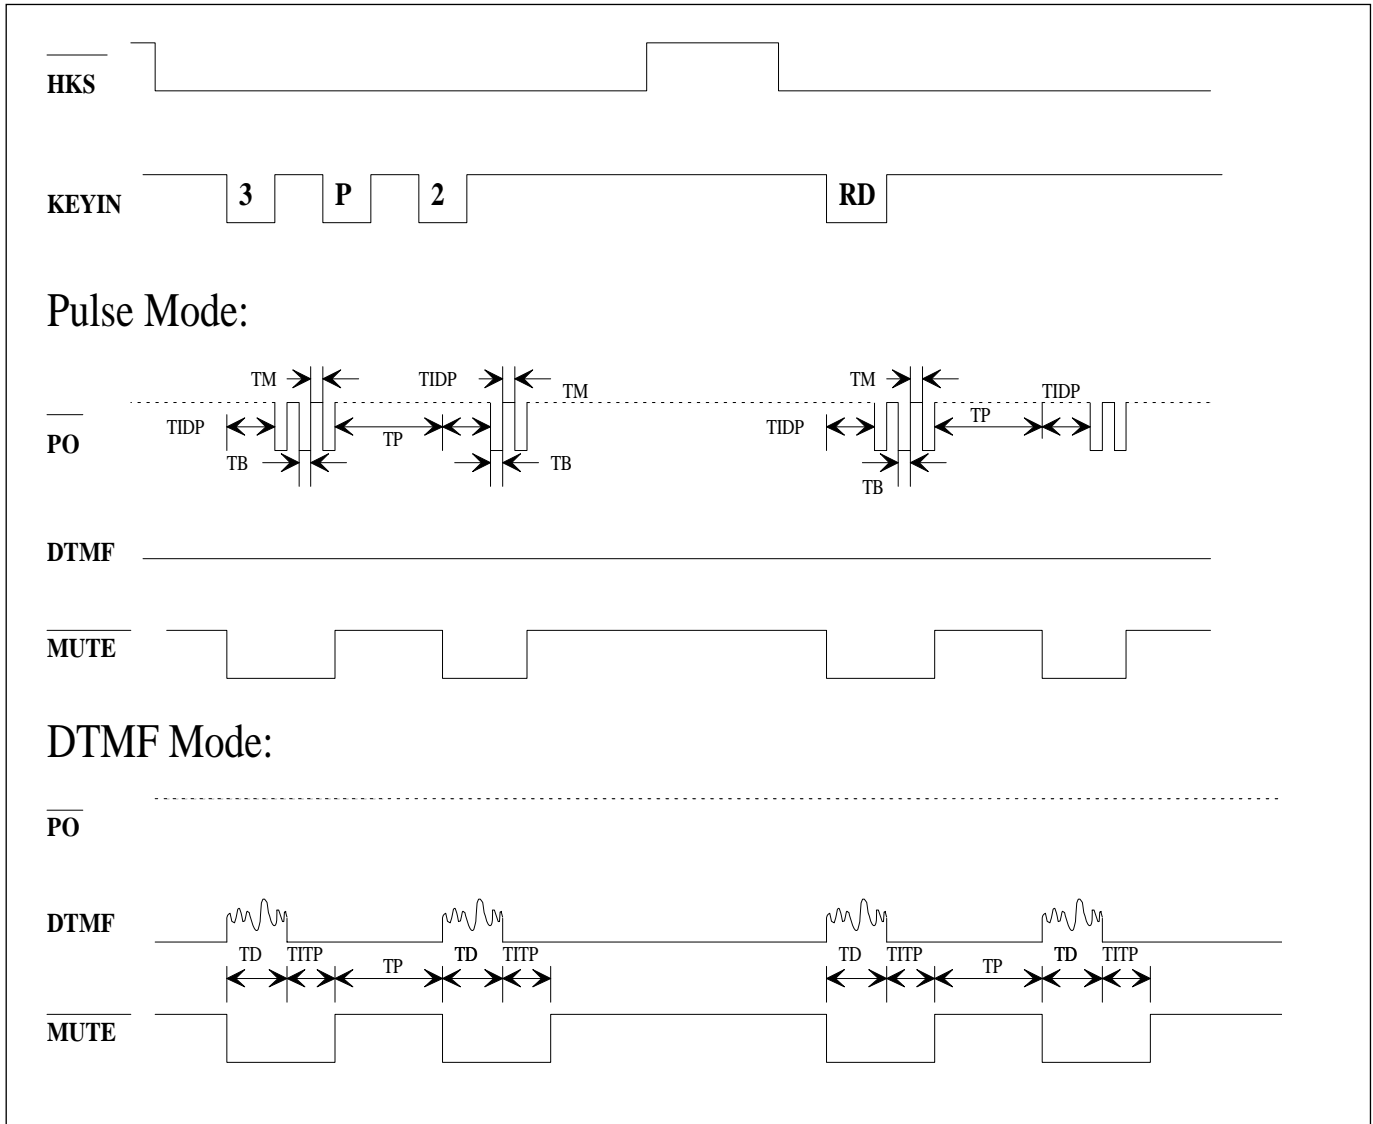 HKS
KEYIN 3 P 2 RD
Pulse Mode:
TM TIDP TM TM TIDP
PO TIDP TP TIDP TP
TB TB TB
DTMF
MUTE
DTMF Mode:
PO
DTMF
TD TITP TP TD TITP TD TITP TP TD TITP
MUTE